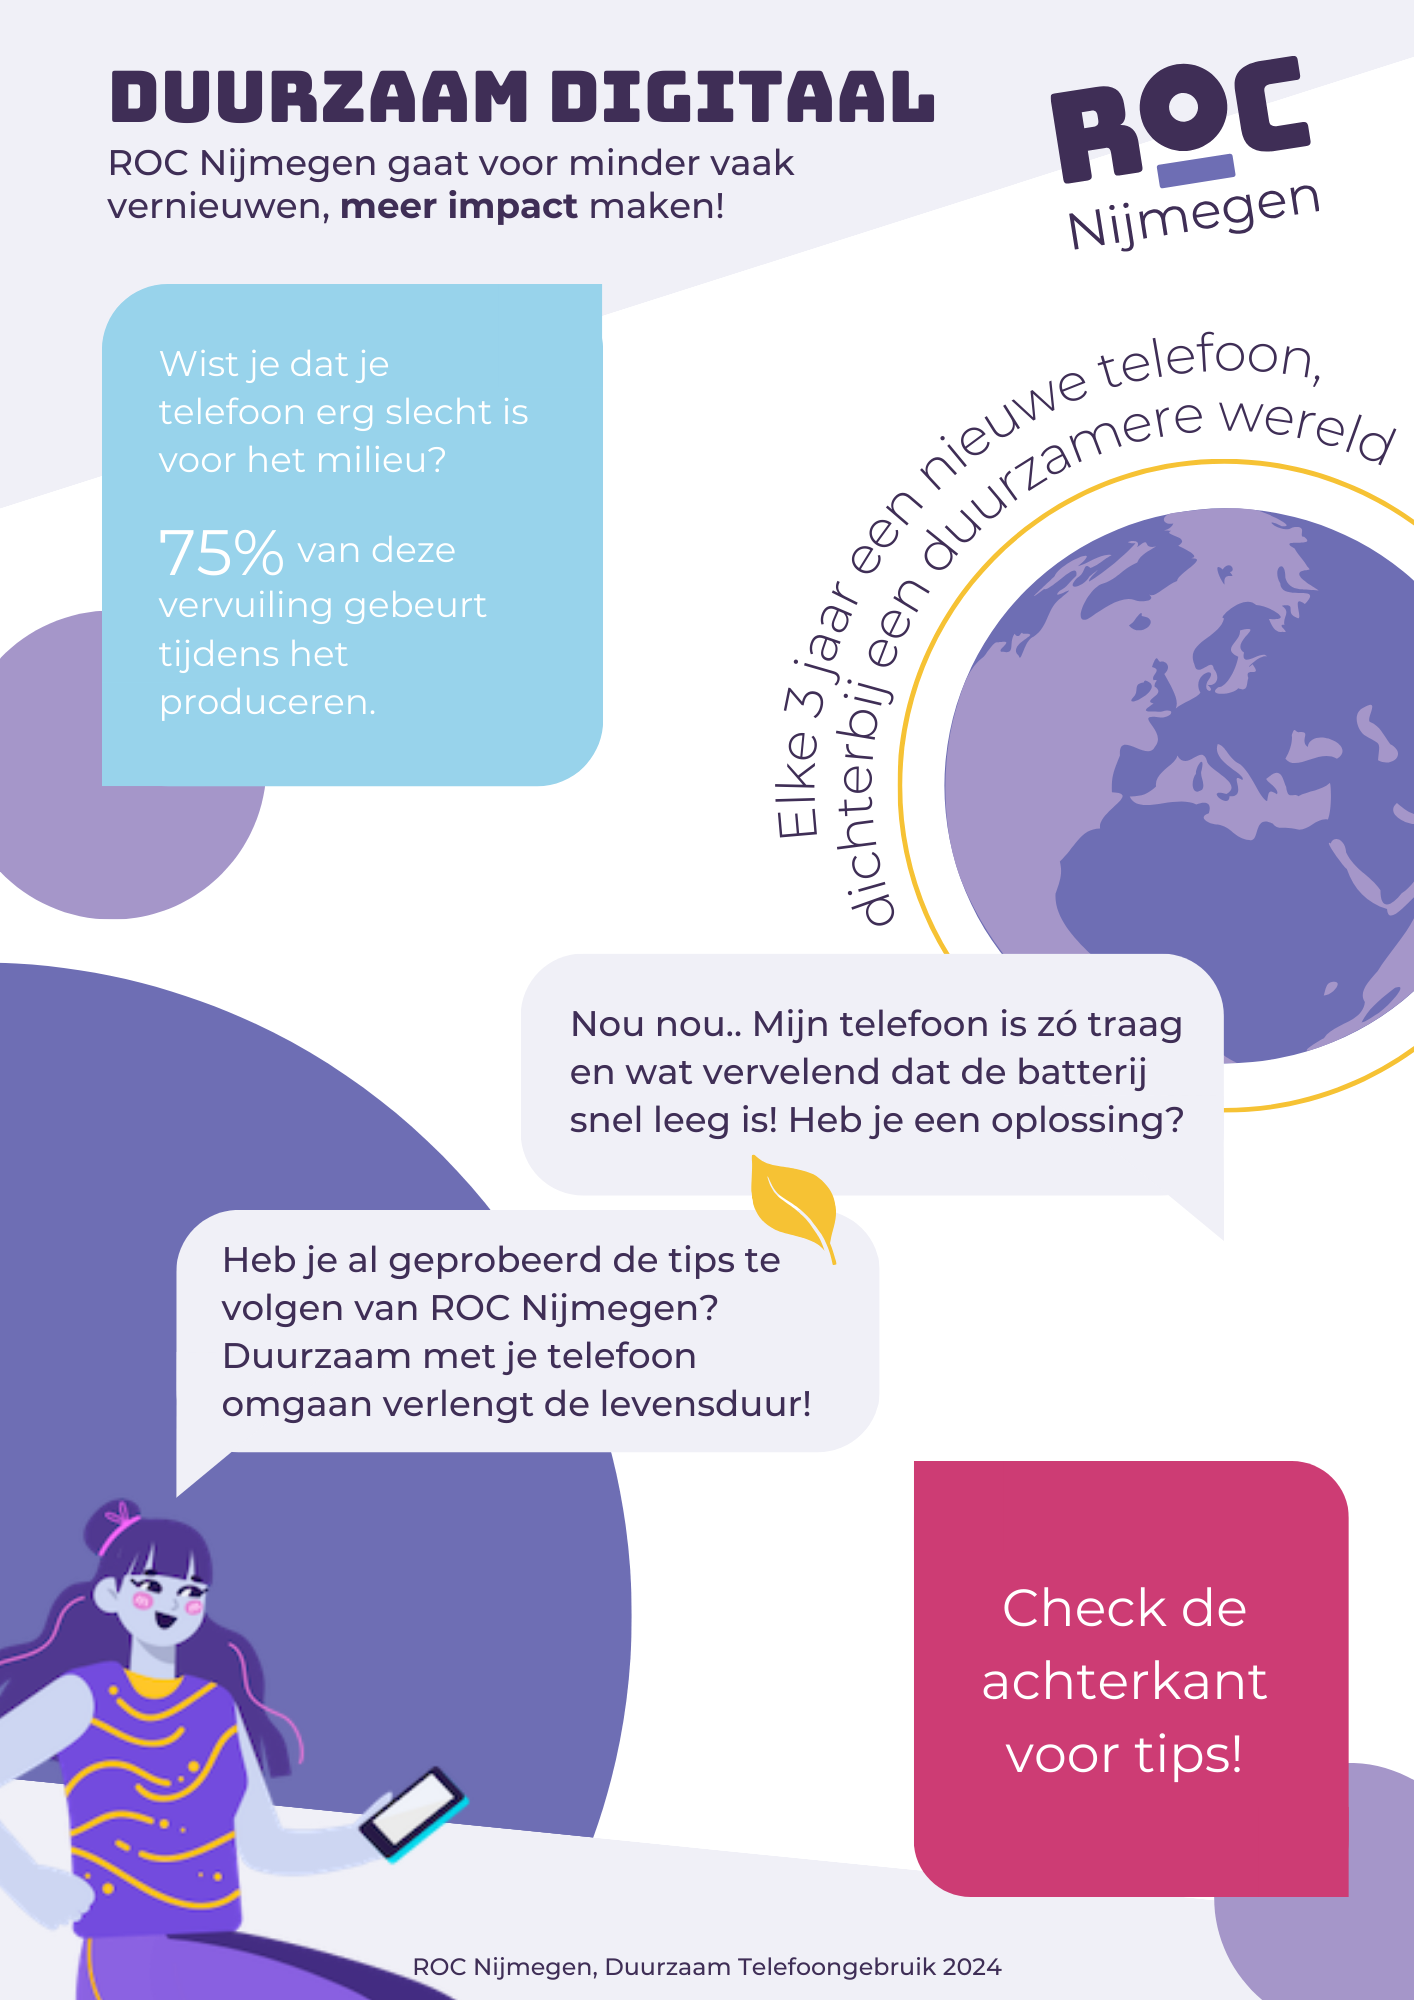 DUURZAAM DIGITAAL
ROC Nijmegen gaat voor minder vaak
vernieuwen, meer impact maken!
ROC
Nijmegen
Wist je dat je
telefoon erg slecht is
voor het milieu?
75% van deze
vervuiling gebeurt
tijdens het
produceren.
Elke 3 jaar een nieuwe telefoon,
dichterbij een duurzamere wereld
Nou nou.. Mijn telefoon is zó traag
en wat vervelend dat de batterij
snel leeg is! Heb je een oplossing?
Heb je al geprobeerd de tips te
volgen van ROC Nijmegen?
Duurzaam met je telefoon
omgaan verlengt de levensduur!
Check de
achterkant
voor tips!
ROC Nijmegen, Duurzaam Telefoongebruik 2024